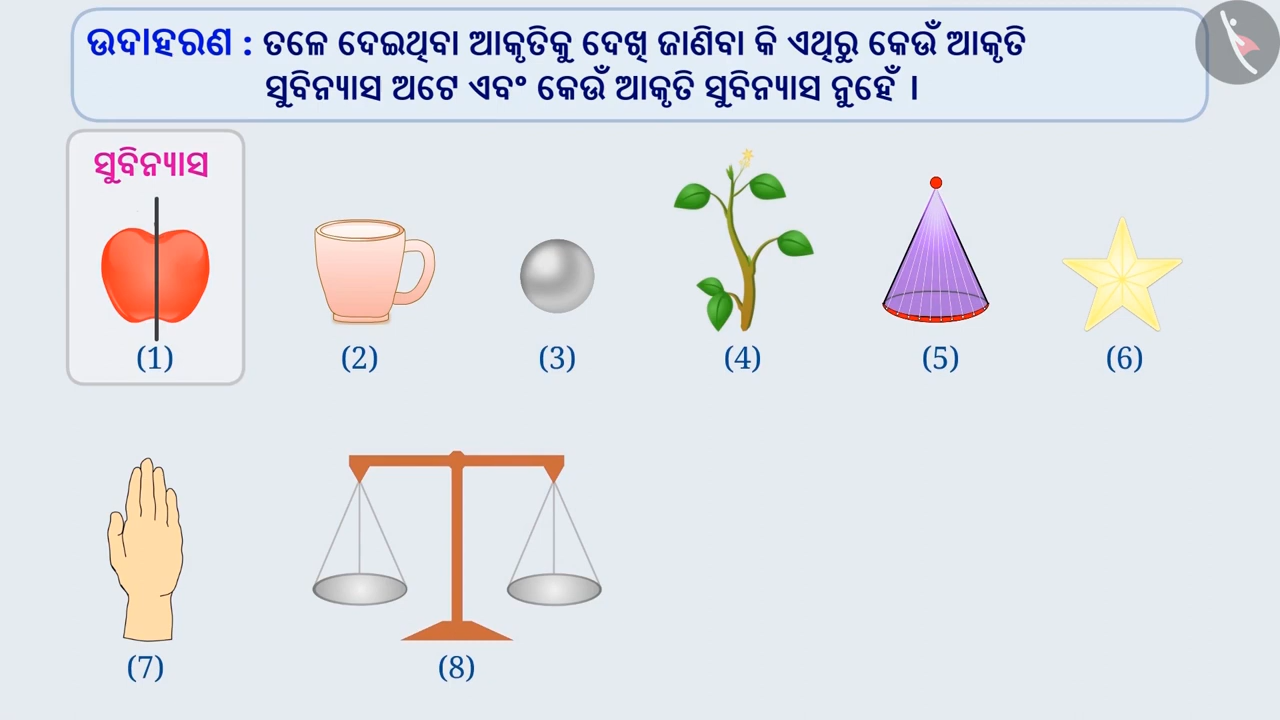 ଉଦାହରଣ : ତଳେ ଦେଇଥିବା ଆକୃତିକୁ ଦେଖି ଜାଣିବା କି ଏଥିରୁ କେଉଁ ଆକୃତି
ସୁବିନ୍ୟାସ ଅଟେ ଏବଂ କେଉଁ ଆକୃତି ସୁବିନ୍ୟାସ ନୁହେଁ ।
ସୁବିନ୍ୟାସ
(1) (2) (3) (4) (5) (6)
(7) (8)